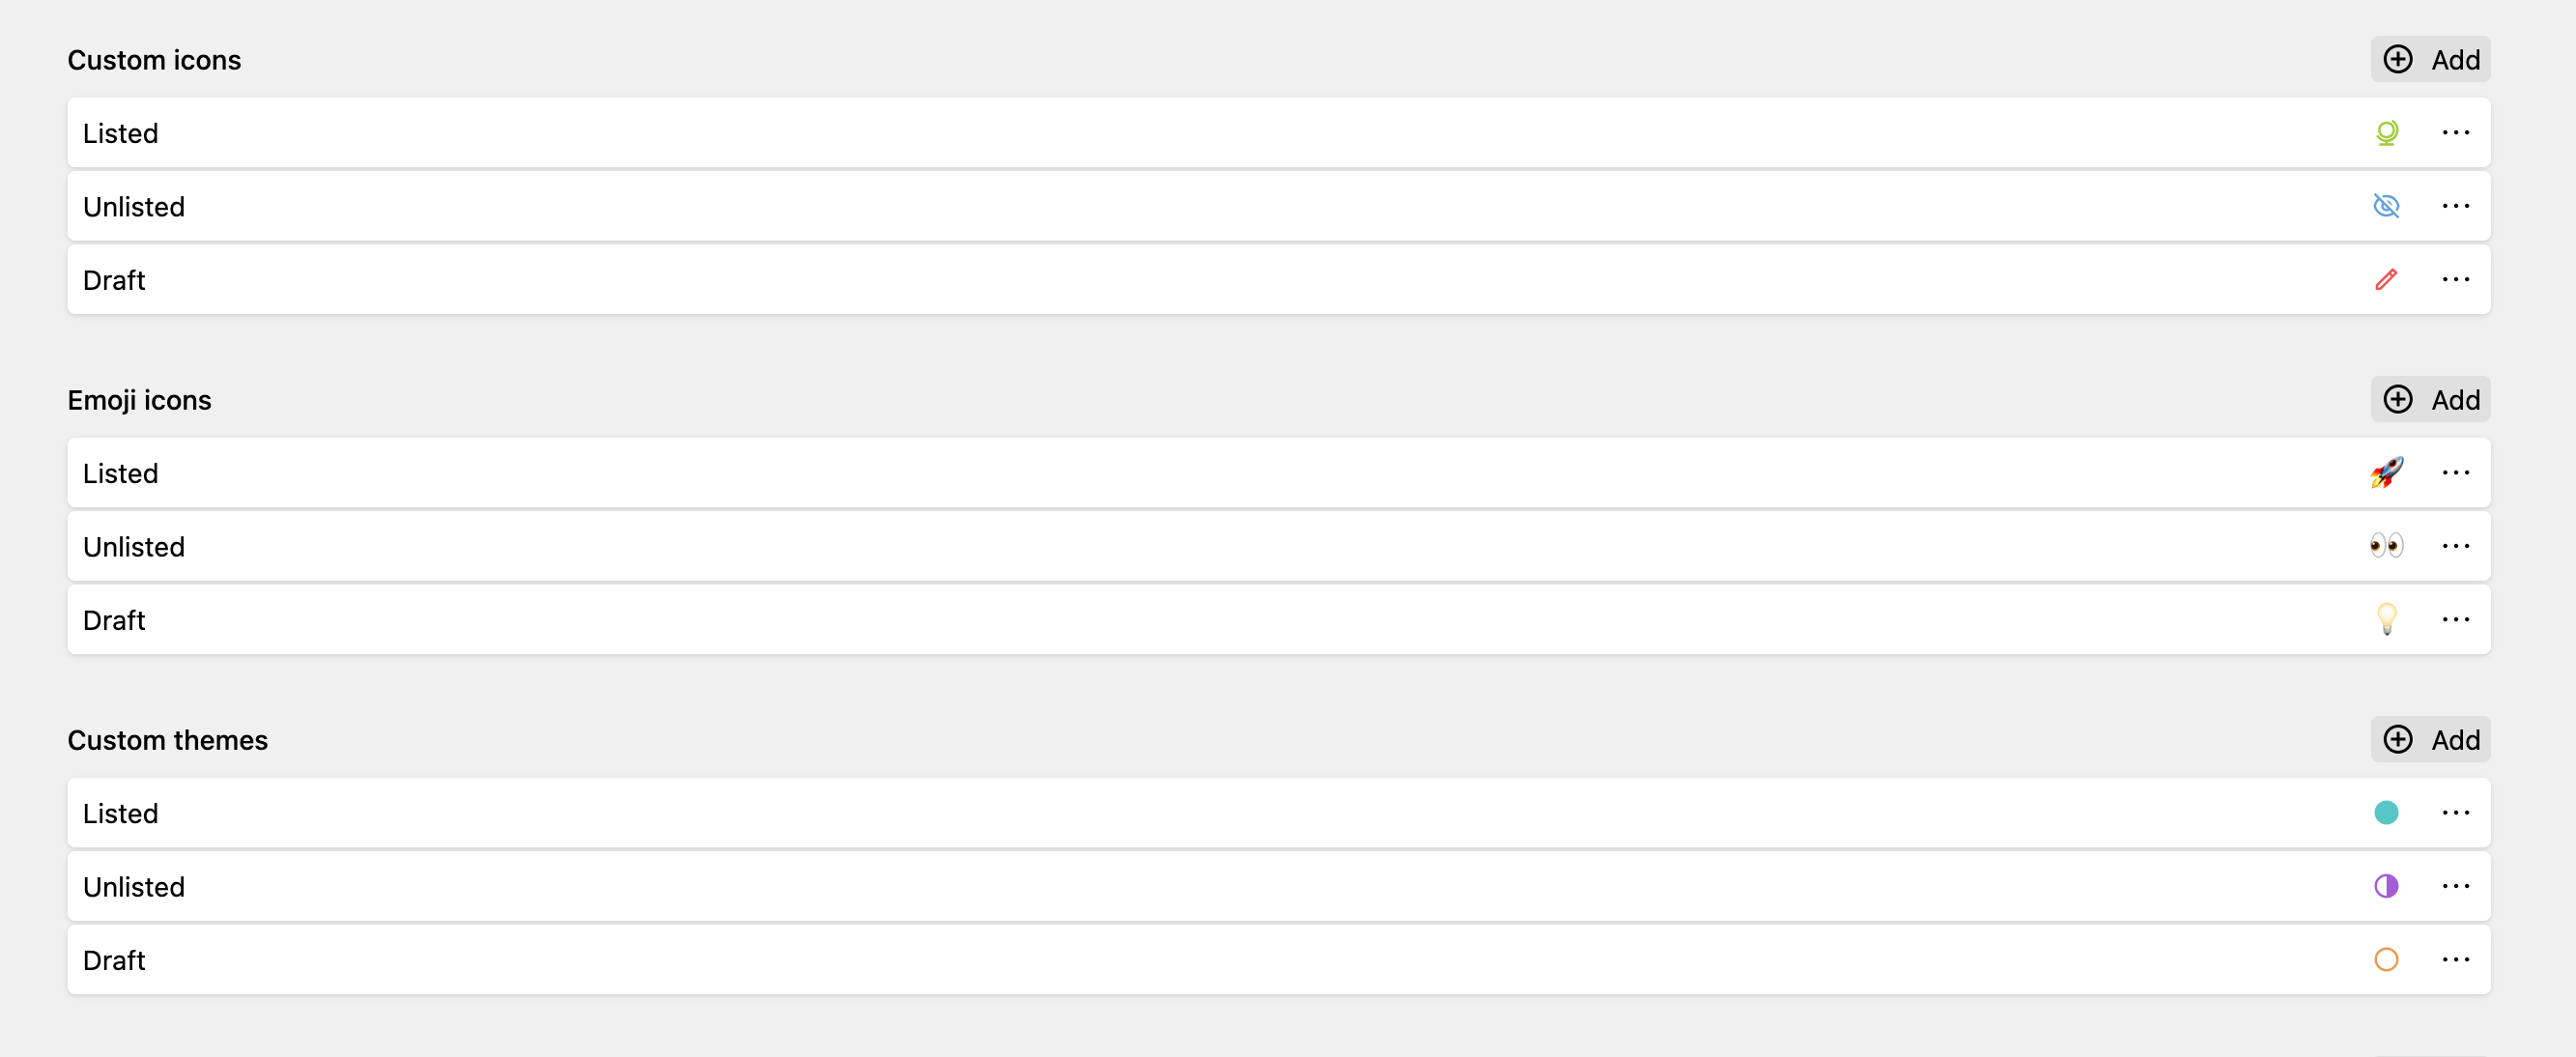 Custom icons
Add
Listed
Unlisted
Draft
Emoji icons
Add
Listed
Unlisted
Draft
Custom themes
Add
Listed
Unlisted
Draft